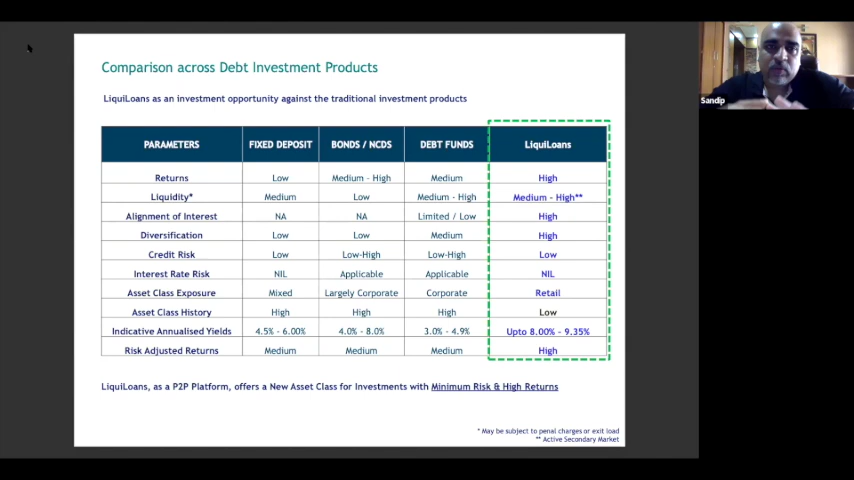 Comparison across Debt Investment Products
LiquiLoans as an investment opportunity against the traditional investment products
PARAMETERS FIXED DEPOSIT BONDS / NCDS DEBT FUNDS LiquiLoans
Returns Low Medium - High Medium High
Liquidity* Medium Low Medium - High Medium - High**
Alignment of Interest NA NA Limited / Low High
Diversification Low Low Medium High
Credit Risk Low Low-High Low-High Low
Interest Rate Risk NIL Applicable Applicable NIL
Asset Class Exposure Mixed Largely Corporate Corporate Retail
Asset Class History High High High Low
Indicative Annualised Yields 4.5% - 6.00% 4.0% - 8.0% 3.0% - 4.9% Upto 8.00% - 9.35%
Risk Adjusted Returns Medium Medium Medium High
LiquiLoans, as a P2P Platform, offers a New Asset Class for Investments with Minimum Risk & High Returns
* May be subject to penal charges or exit load
** Active Secondary Market
Sandip